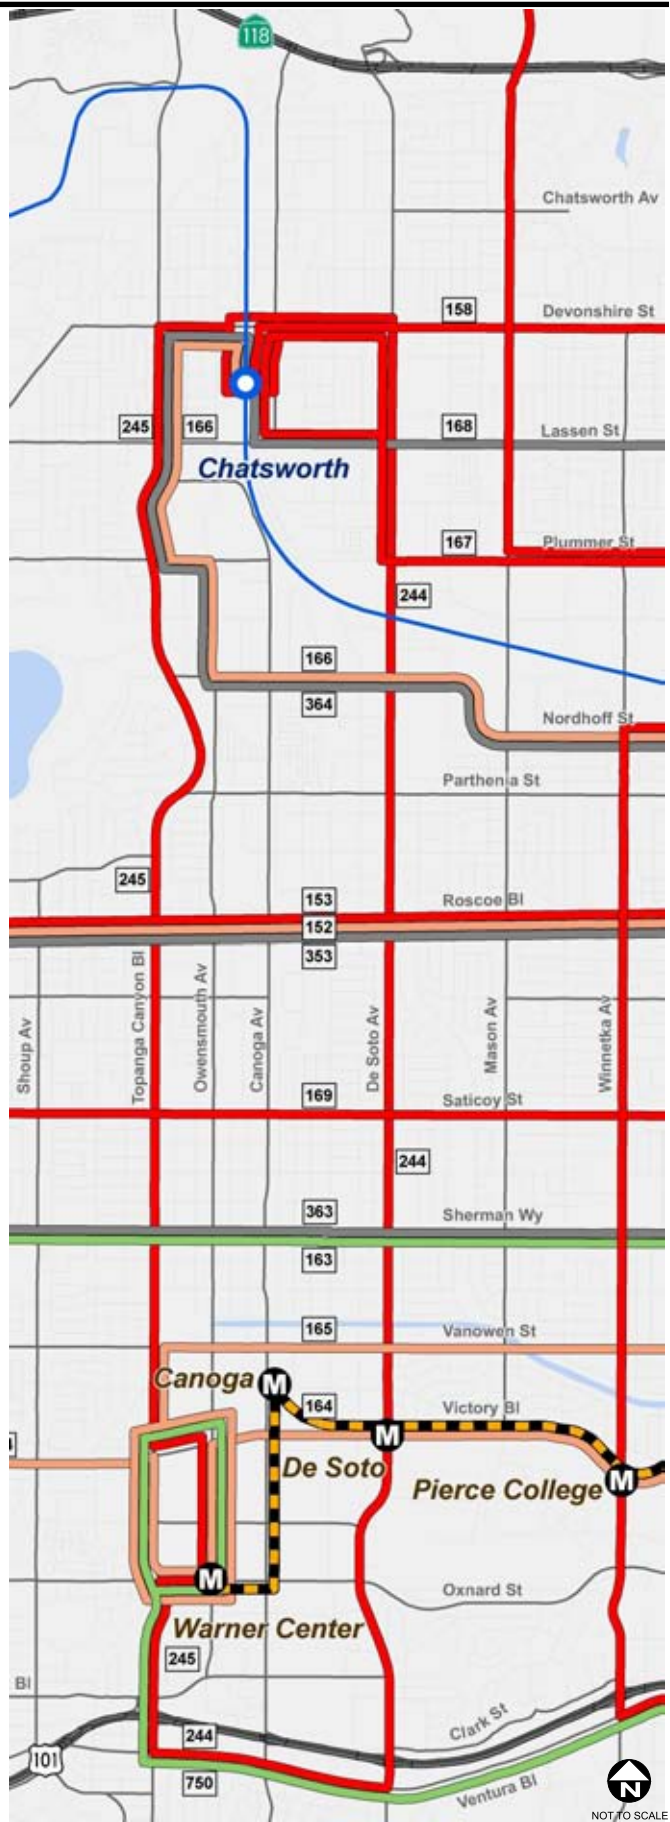 118
Chatsworth Av
158
Devonshire St
245
166
168
Lassen St
Chatsworth
167
Plummer St
244
166
364
Nordhoff St
Parthenia St
245
153
Roscoe Bl
152
353
Shoup Av
Topanga Canyon Bl
Owensmouth Av
Canoga Av
De Soto Av
Mason Av
Winnetka Av
169
Saticoy St
244
363
Sherman Wy
163
165
Vanowen St
Canoga
M
164
Victory Bl
M
De Soto
Pierce College
M
M
Oxnard St
Warner Center
245
Bl
Clark St
244
101
750
Ventura Bl
N
NOT TO SCALE